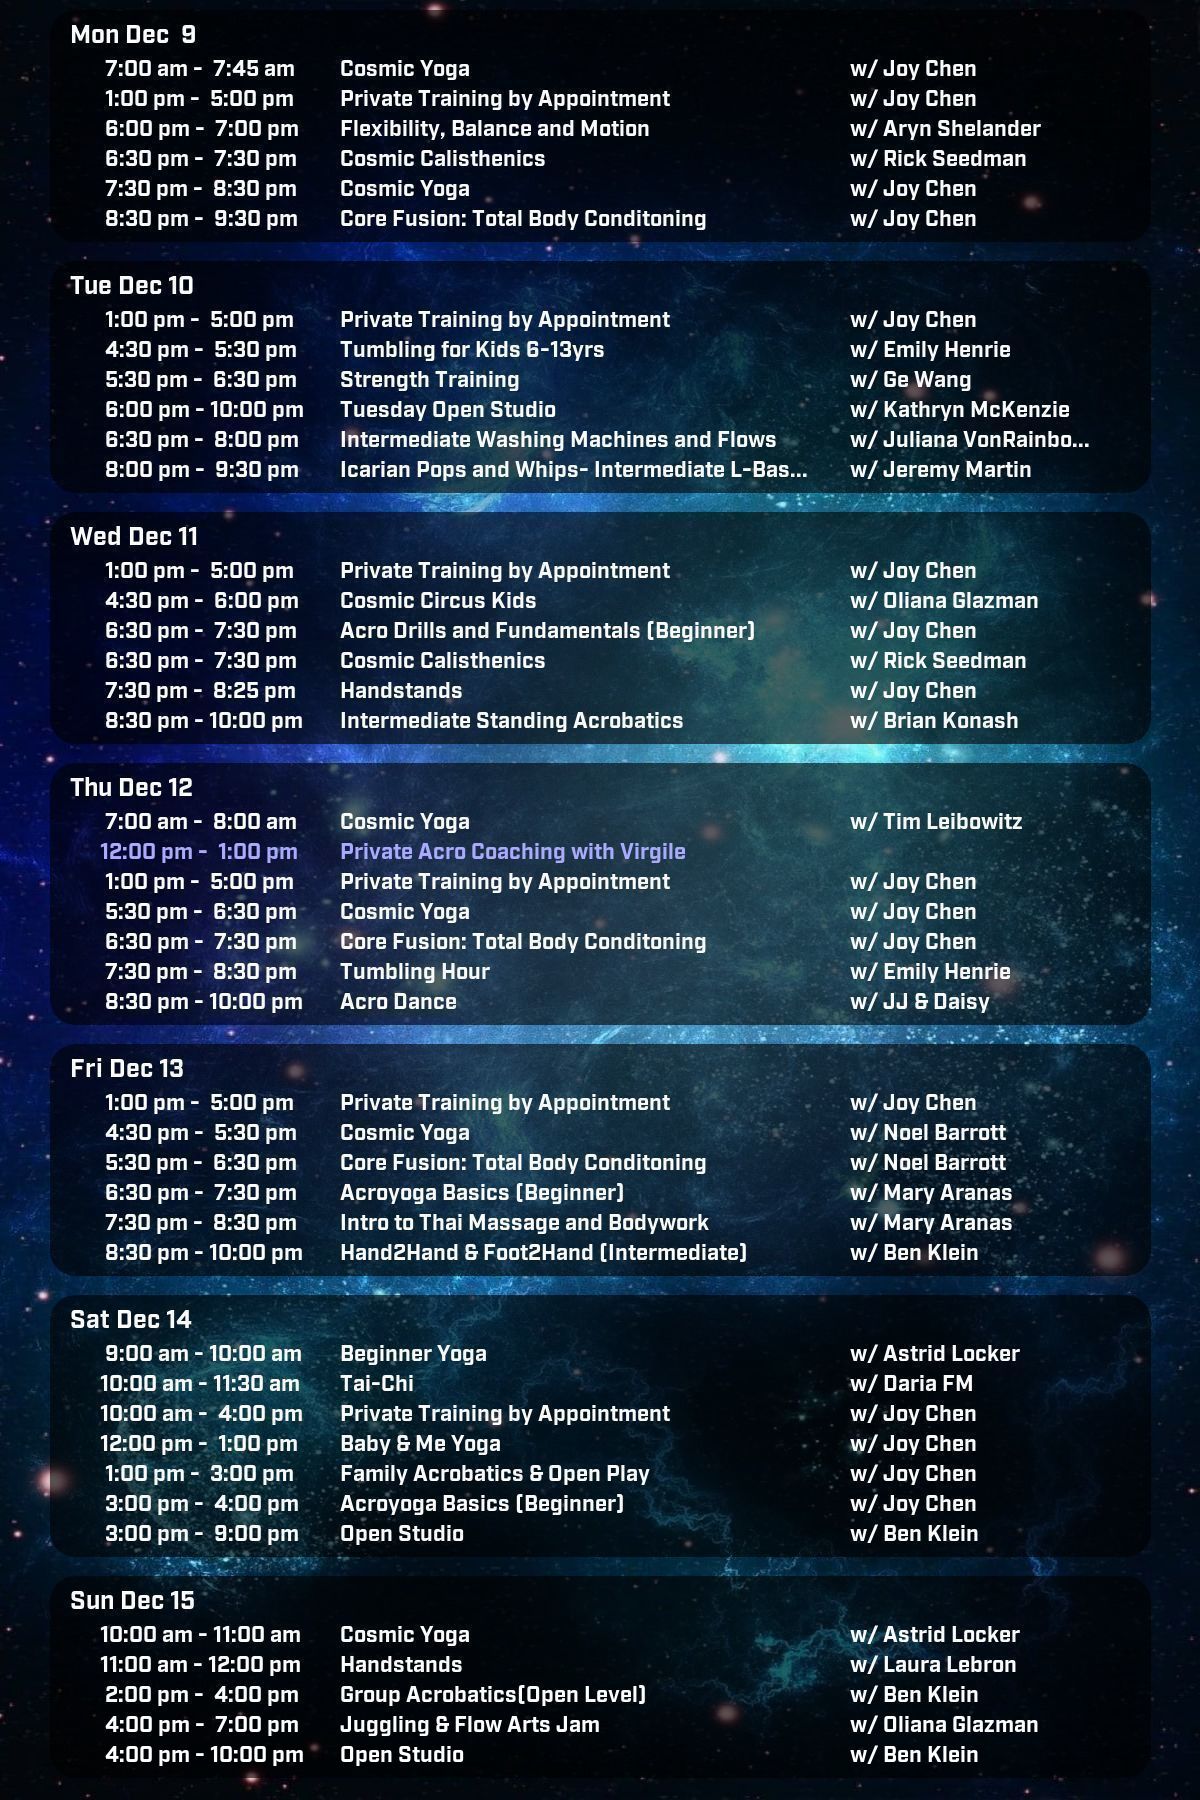 Mon Dec 9
7:00 am - 7:45 am Cosmic Yoga w/ Joy Chen
1:00 pm - 5:00 pm Private Training by Appointment w/ Joy Chen
6:00 pm - 7:00 pm Flexibility, Balance and Motion w/ Aryn Shelander
6:30 pm - 7:30 pm Cosmic Calisthenics w/ Rick Seedman
7:30 pm - 8:30 pm Cosmic Yoga w/ Joy Chen
8:30 pm - 9:30 pm Core Fusion: Total Body Conditoning w/ Joy Chen
Tue Dec 10
1:00 pm - 5:00 pm Private Training by Appointment w/ Joy Chen
4:30 pm - 5:30 pm Tumbling for Kids 6-13yrs w/ Emily Henrie
5:30 pm - 6:30 pm Strength Training w/ Ge Wang
6:00 pm - 10:00 pm Tuesday Open Studio w/ Kathryn McKenzie
6:30 pm - 8:00 pm Intermediate Washing Machines and Flows w/ Juliana VonRainbo...
8:00 pm - 9:30 pm Icarian Pops and Whips- Intermediate L-Bas... w/ Jeremy Martin
Wed Dec 11
1:00 pm - 5:00 pm Private Training by Appointment w/ Joy Chen
4:30 pm - 6:00 pm Cosmic Circus Kids w/ Oliana Glazman
6:30 pm - 7:30 pm Acro Drills and Fundamentals (Beginner) w/ Joy Chen
6:30 pm - 7:30 pm Cosmic Calisthenics w/ Rick Seedman
7:30 pm - 8:25 pm Handstands w/ Joy Chen
8:30 pm - 10:00 pm Intermediate Standing Acrobatics w/ Brian Konash
Thu Dec 12
7:00 am - 8:00 am Cosmic Yoga w/ Tim Leibowitz
12:00 pm - 1:00 pm Private Acro Coaching with Virgile
1:00 pm - 5:00 pm Private Training by Appointment w/ Joy Chen
5:30 pm - 6:30 pm Cosmic Yoga w/ Joy Chen
6:30 pm - 7:30 pm Core Fusion: Total Body Conditoning w/ Joy Chen
7:30 pm - 8:30 pm Tumbling Hour w/ Emily Henrie
8:30 pm - 10:00 pm Acro Dance w/ JJ & Daisy
Fri Dec 13
1:00 pm - 5:00 pm Private Training by Appointment w/ Joy Chen
4:30 pm - 5:30 pm Cosmic Yoga w/ Noel Barrott
5:30 pm - 6:30 pm Core Fusion: Total Body Conditoning w/ Noel Barrott
6:30 pm - 7:30 pm Acroyoga Basics (Beginner) w/ Mary Aranas
7:30 pm - 8:30 pm Intro to Thai Massage and Bodywork w/ Mary Aranas
8:30 pm - 10:00 pm Hand2Hand & Foot2Hand (Intermediate) w/ Ben Klein
Sat Dec 14
9:00 am - 10:00 am Beginner Yoga w/ Astrid Locker
10:00 am - 11:30 am Tai-Chi w/ Daria FM
10:00 am - 4:00 pm Private Training by Appointment w/ Joy Chen
12:00 pm - 1:00 pm Baby & Me Yoga w/ Joy Chen
1:00 pm - 3:00 pm Family Acrobatics & Open Play w/ Joy Chen
3:00 pm - 4:00 pm Acroyoga Basics (Beginner) w/ Joy Chen
3:00 pm - 9:00 pm Open Studio w/ Ben Klein
Sun Dec 15
10:00 am - 11:00 am Cosmic Yoga w/ Astrid Locker
11:00 am - 12:00 pm Handstands w/ Laura Lebron
2:00 pm - 4:00 pm Group Acrobatics(Open Level) w/ Ben Klein
4:00 pm - 7:00 pm Juggling & Flow Arts Jam w/ Oliana Glazman
4:00 pm - 10:00 pm Open Studio w/ Ben Klein